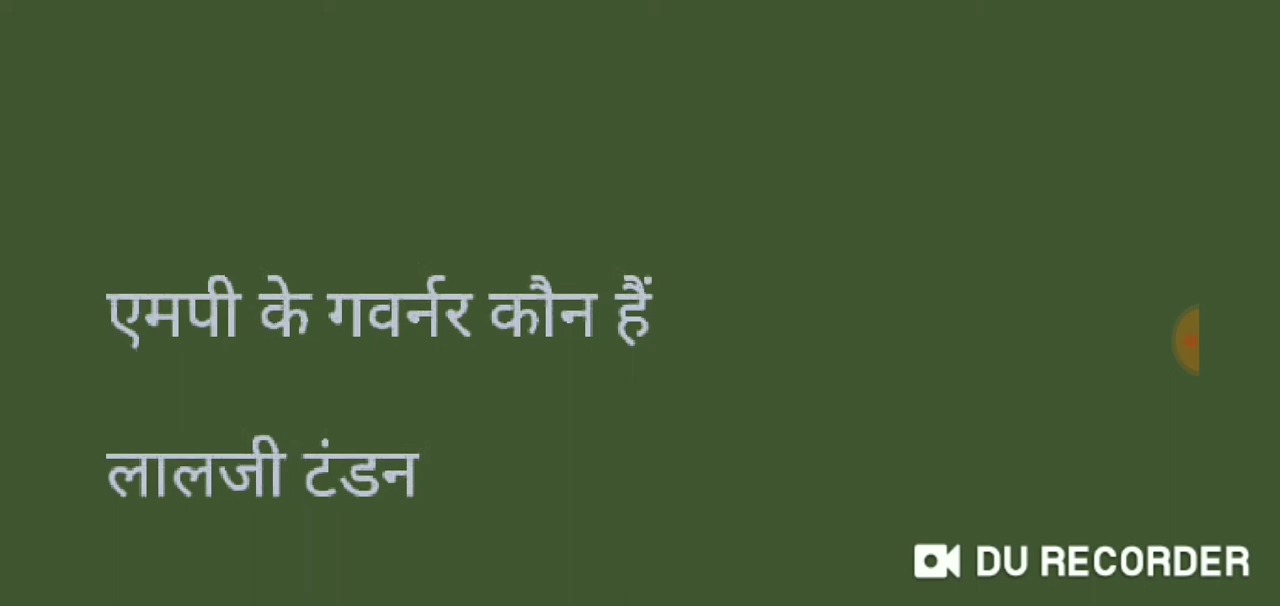 एमपी के गवर्नर कौन हैं
लालजी टंडन
DU RECORDER